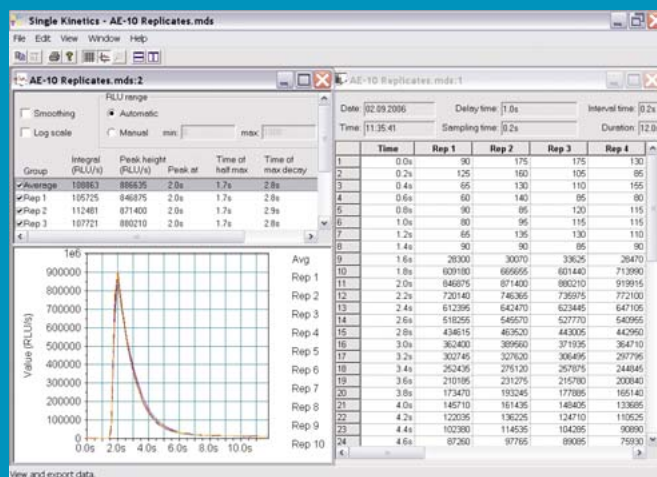 Single Kinetics - AE-10 Replicates.mds
File Edit View Window Help
AE-10 Replicates.mds:2
Smoothing
Log scale
RLU range
Automatic
Manual min: max:
Group Integral (RLU/s) Peak height (RLU/s) Peak at Time of half max Time of max decay
Average 108863 886635 2.0s 1.7s 2.8s
Rep 1 105725 846875 2.0s 1.7s 2.8s
Rep 2 112481 871400 2.0s 1.7s 2.9s
Rep 3 107721 880210 2.0s 1.7s 2.8s
1e6
900000
800000
700000
600000
500000
400000
300000
200000
100000
0
Value (RLU/s)
0.0s 2.0s 4.0s 6.0s 8.0s 10.0s
Avg
Rep 1
Rep 2
Rep 3
Rep 4
Rep 5
Rep 6
Rep 7
Rep 8
Rep 9
Rep 10
AE-10 Replicates.mds:1
Date: 02.09.2006 Delay time: 1.0s Interval time: 0.2s
Time: 11:35:41 Sampling time: 0.2s Duration: 12.0s
Time Rep 1 Rep 2 Rep 3 Rep 4
1 0.0s 90 175 175 130
2 0.2s 125 160 105 85
3 0.4s 65 130 110 155
4 0.6s 60 140 85 80
5 0.8s 90 85 120 115
6 1.0s 80 95 115 115
7 1.2s 65 135 130 110
8 1.4s 90 90 85 90
9 1.6s 28300 30070 33625 28470
10 1.8s 609180 665655 601440 713990
11 2.0s 846875 871400 880210 919915
12 2.2s 720140 746365 735975 772100
13 2.4s 612395 642470 623445 647105
14 2.6s 518255 545570 527770 540955
15 2.8s 434615 463520 443005 442950
16 3.0s 362400 389560 371935 364710
17 3.2s 302745 327620 306495 297795
18 3.4s 252435 275120 257875 244845
19 3.6s 210185 231275 215780 200840
20 3.8s 173470 193245 177885 165140
21 4.0s 145710 161435 148405 133685
22 4.2s 122035 136225 124710 110525
23 4.4s 102380 114535 104285 90890
24 4.6s 87260 97765 89085 75930
View and export data.